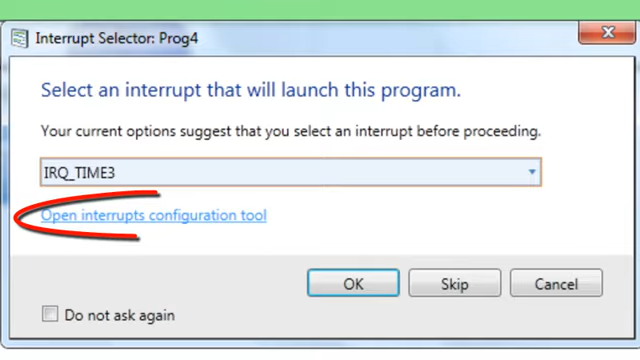 Interrupt Selector: Prog4
Select an interrupt that will launch this program.
Your current options suggest that you select an interrupt before proceeding.
IRQ_TIME3
Open interrupts configuration tool
OK Skip Cancel
Do not ask again